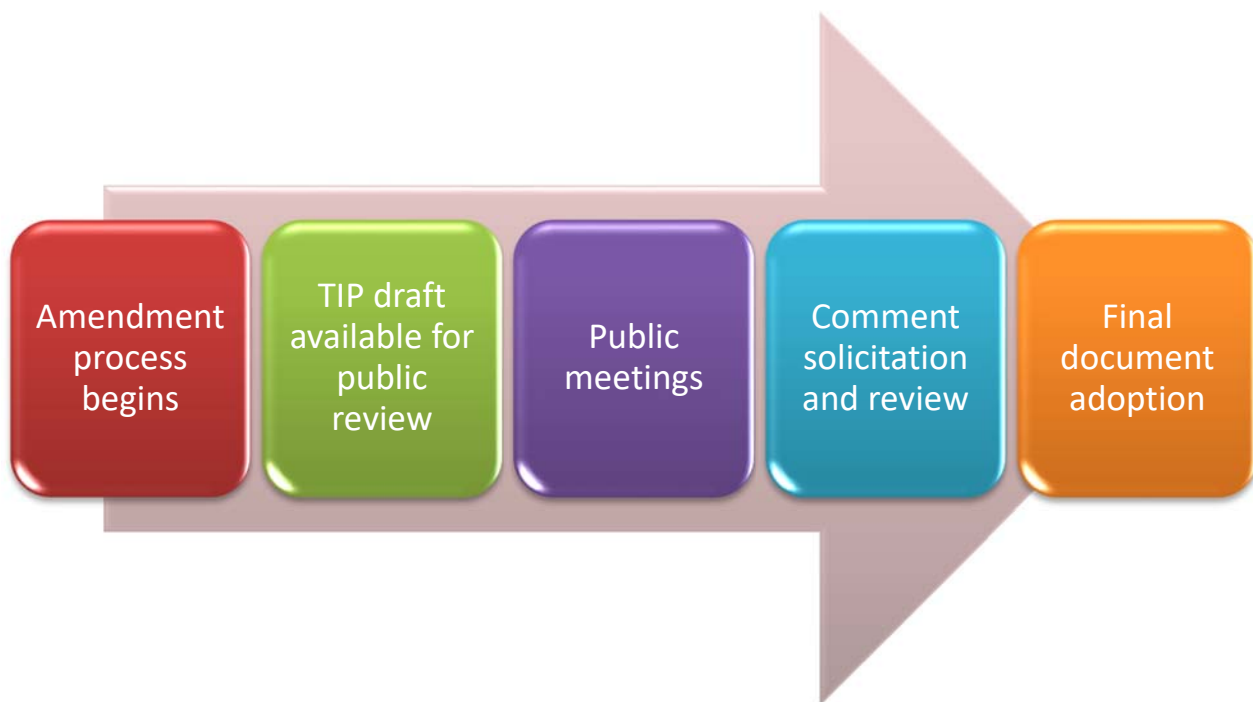 Amendment
process
begins
TIP draft
available for
public
review
Public
meetings
Comment
solicitation
and review
Final
document
adoption